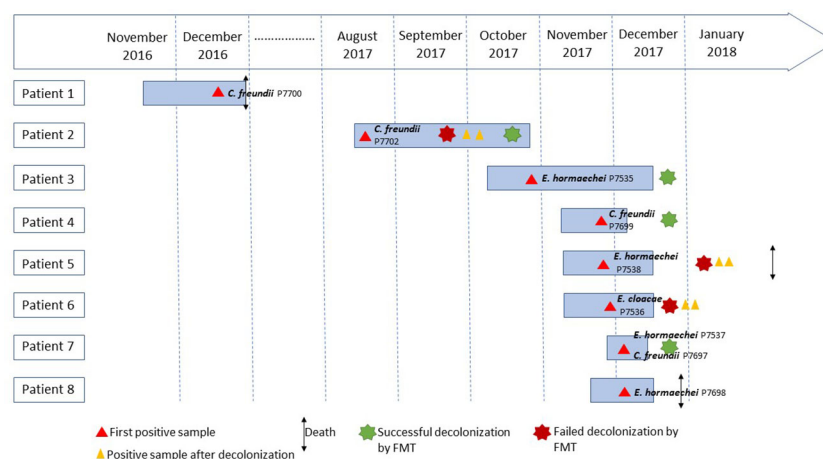 November 2016
December 2016
..................
August 2017
September 2017
October 2017
November 2017
December 2017
January 2018
Patient 1
C. freundii P7700
Patient 2
C. freundii
P7702
Patient 3
E. hormaechei P7535
Patient 4
C. freundii
P7699
Patient 5
E. hormaechei
P7538
Patient 6
E. cloacae
P7536
Patient 7
E. hormaechei P7537
C. freundii P7697
Patient 8
E. hormaechei P7698
First positive sample
Death
Successful decolonization
by FMT
Failed decolonization by
FMT
Positive sample after decolonization